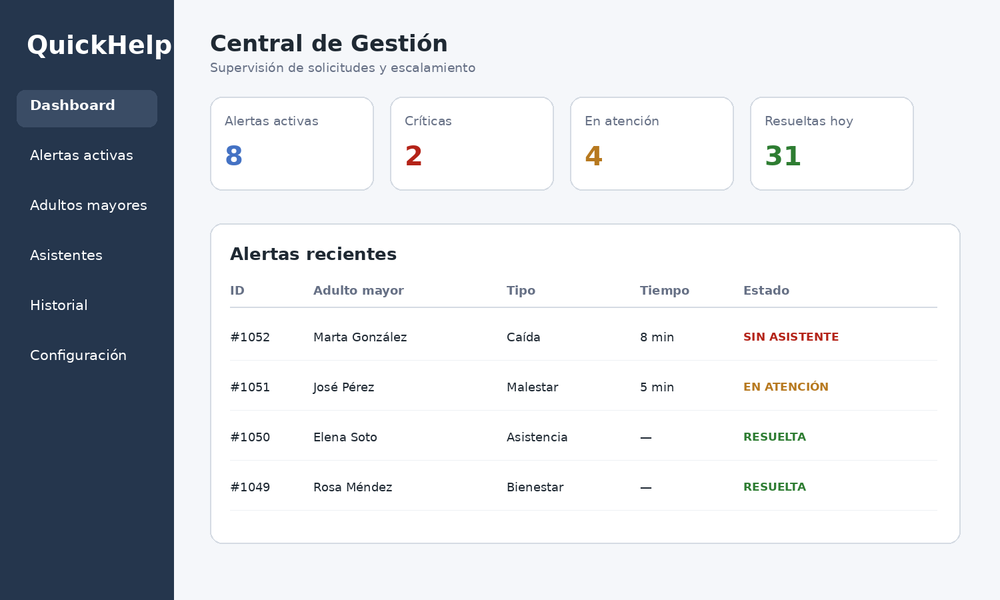 QuickHelp
Dashboard
Alertas activas
Adultos mayores
Asistentes
Historial
Configuración
Central de Gestión
Supervisión de solicitudes y escalamiento
Alertas activas
8
Críticas
2
En atención
4
Resueltas hoy
31
Alertas recientes
ID Adulto mayor Tipo Tiempo Estado
#1052 Marta González Caída 8 min SIN ASISTENTE
#1051 José Pérez Malestar 5 min EN ATENCIÓN
#1050 Elena Soto Asistencia — RESUELTA
#1049 Rosa Méndez Bienestar — RESUELTA